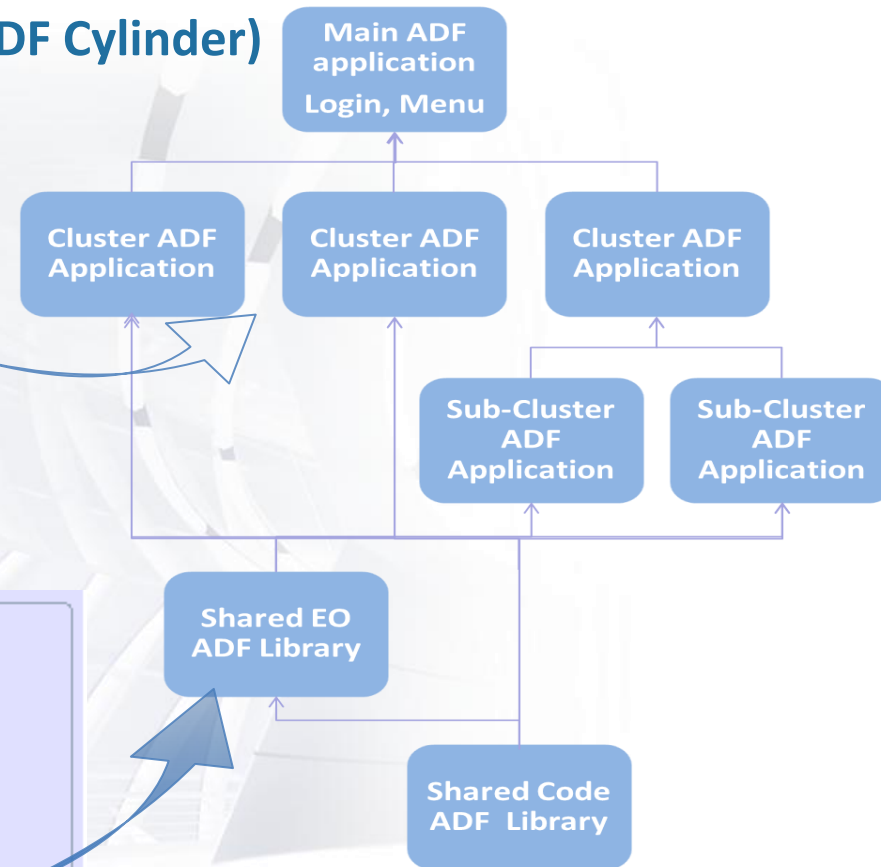 DF Cylinder)
Main ADF
application
Login, Menu
Cluster ADF
Application
Cluster ADF
Application
Cluster ADF
Application
Sub-Cluster
ADF
Application
Sub-Cluster
ADF
Application
Shared EO
ADF Library
Shared Code
ADF Library